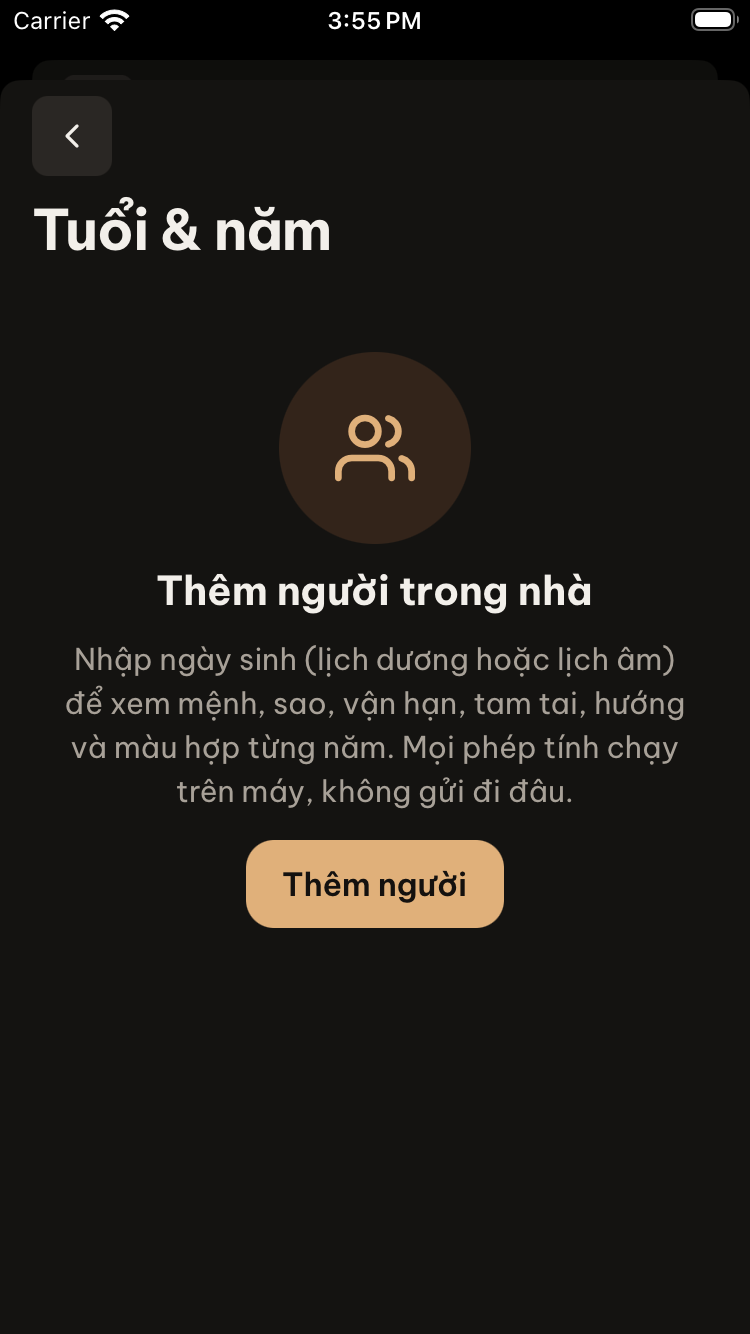 Carrier
3:55 PM
Tuổi & năm
Thêm người trong nhà
Nhập ngày sinh (lịch dương hoặc lịch âm)
để xem mệnh, sao, vận hạn, tam tai, hướng
và màu hợp từng năm. Mọi phép tính chạy
trên máy, không gửi đi đâu.
Thêm người